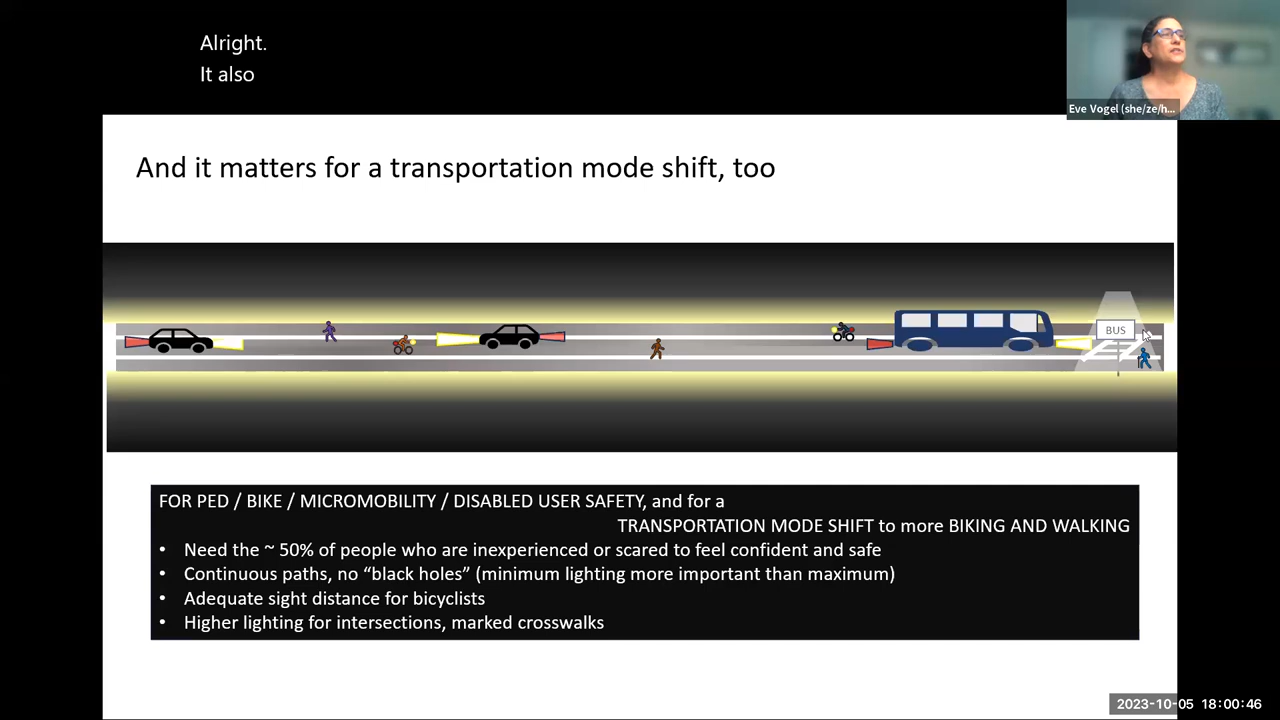 Alright.
It also
Eve Vogel (she/ze/h...
And it matters for a transportation mode shift, too
BUS
FOR PED / BIKE / MICROMOBILITY / DISABLED USER SAFETY, and for a
TRANSPORTATION MODE SHIFT to more BIKING AND WALKING
• Need the ~ 50% of people who are inexperienced or scared to feel confident and safe
• Continuous paths, no “black holes” (minimum lighting more important than maximum)
• Adequate sight distance for bicyclists
• Higher lighting for intersections, marked crosswalks
2023-10-05 18:00:46